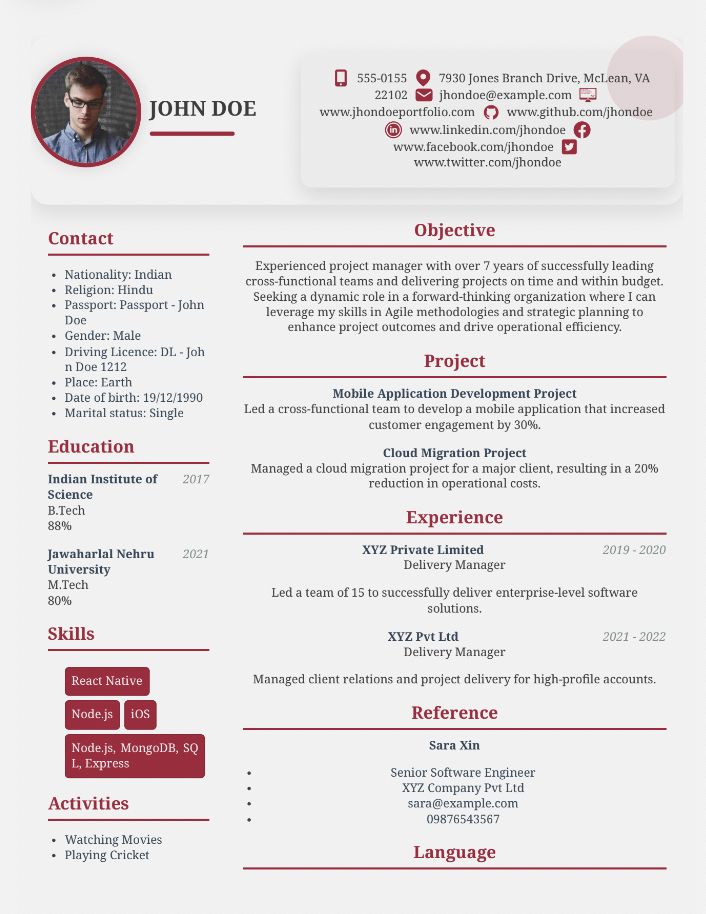 JOHN DOE
555-0155 7930 Jones Branch Drive, McLean, VA
22102 jhondoe@example.com
www.jhondoeportfolio.com www.github.com/jhondoe
www.linkedin.com/jhondoe
www.facebook.com/jhondoe
www.twitter.com/jhondoe
Contact
• Nationality: Indian
• Religion: Hindu
• Passport: Passport - John
Doe
• Gender: Male
• Driving Licence: DL - Joh
n Doe 1212
• Place: Earth
• Date of birth: 19/12/1990
• Marital status: Single
Education
Indian Institute of 2017
Science
B.Tech
88%
Jawaharlal Nehru 2021
University
M.Tech
80%
Skills
React Native
Node.js iOS
Node.js, MongoDB, SQ
L, Express
Activities
• Watching Movies
• Playing Cricket
Objective
Experienced project manager with over 7 years of successfully leading
cross-functional teams and delivering projects on time and within budget.
Seeking a dynamic role in a forward-thinking organization where I can
leverage my skills in Agile methodologies and strategic planning to
enhance project outcomes and drive operational efficiency.
Project
Mobile Application Development Project
Led a cross-functional team to develop a mobile application that increased
customer engagement by 30%.
Cloud Migration Project
Managed a cloud migration project for a major client, resulting in a 20%
reduction in operational costs.
Experience
XYZ Private Limited 2019 - 2020
Delivery Manager
Led a team of 15 to successfully deliver enterprise-level software
solutions.
XYZ Pvt Ltd 2021 - 2022
Delivery Manager
Managed client relations and project delivery for high-profile accounts.
Reference
Sara Xin
• Senior Software Engineer
• XYZ Company Pvt Ltd
• sara@example.com
• 09876543567
Language